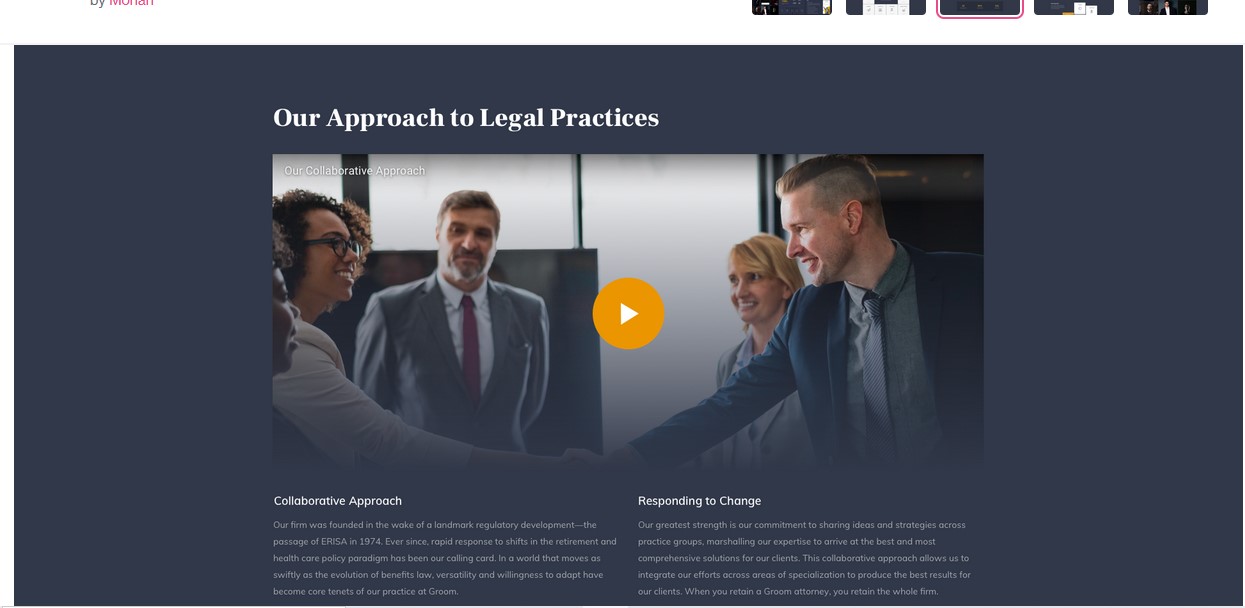 by Mohan
Our Approach to Legal Practices
Our Collaborative Approach
Collaborative Approach
Our firm was founded in the wake of a landmark regulatory development—the
passage of ERISA in 1974. Ever since, rapid response to shifts in the retirement and
health care policy paradigm has been our calling card. In a world that moves as
swiftly as the evolution of benefits law, versatility and willingness to adapt have
become core tenets of our practice at Groom.
Responding to Change
Our greatest strength is our commitment to sharing ideas and strategies across
practice groups, marshalling our expertise to arrive at the best and most
comprehensive solutions for our clients. This collaborative approach allows us to
integrate our efforts across areas of specialization to produce the best results for
our clients. When you retain a Groom attorney, you retain the whole firm.